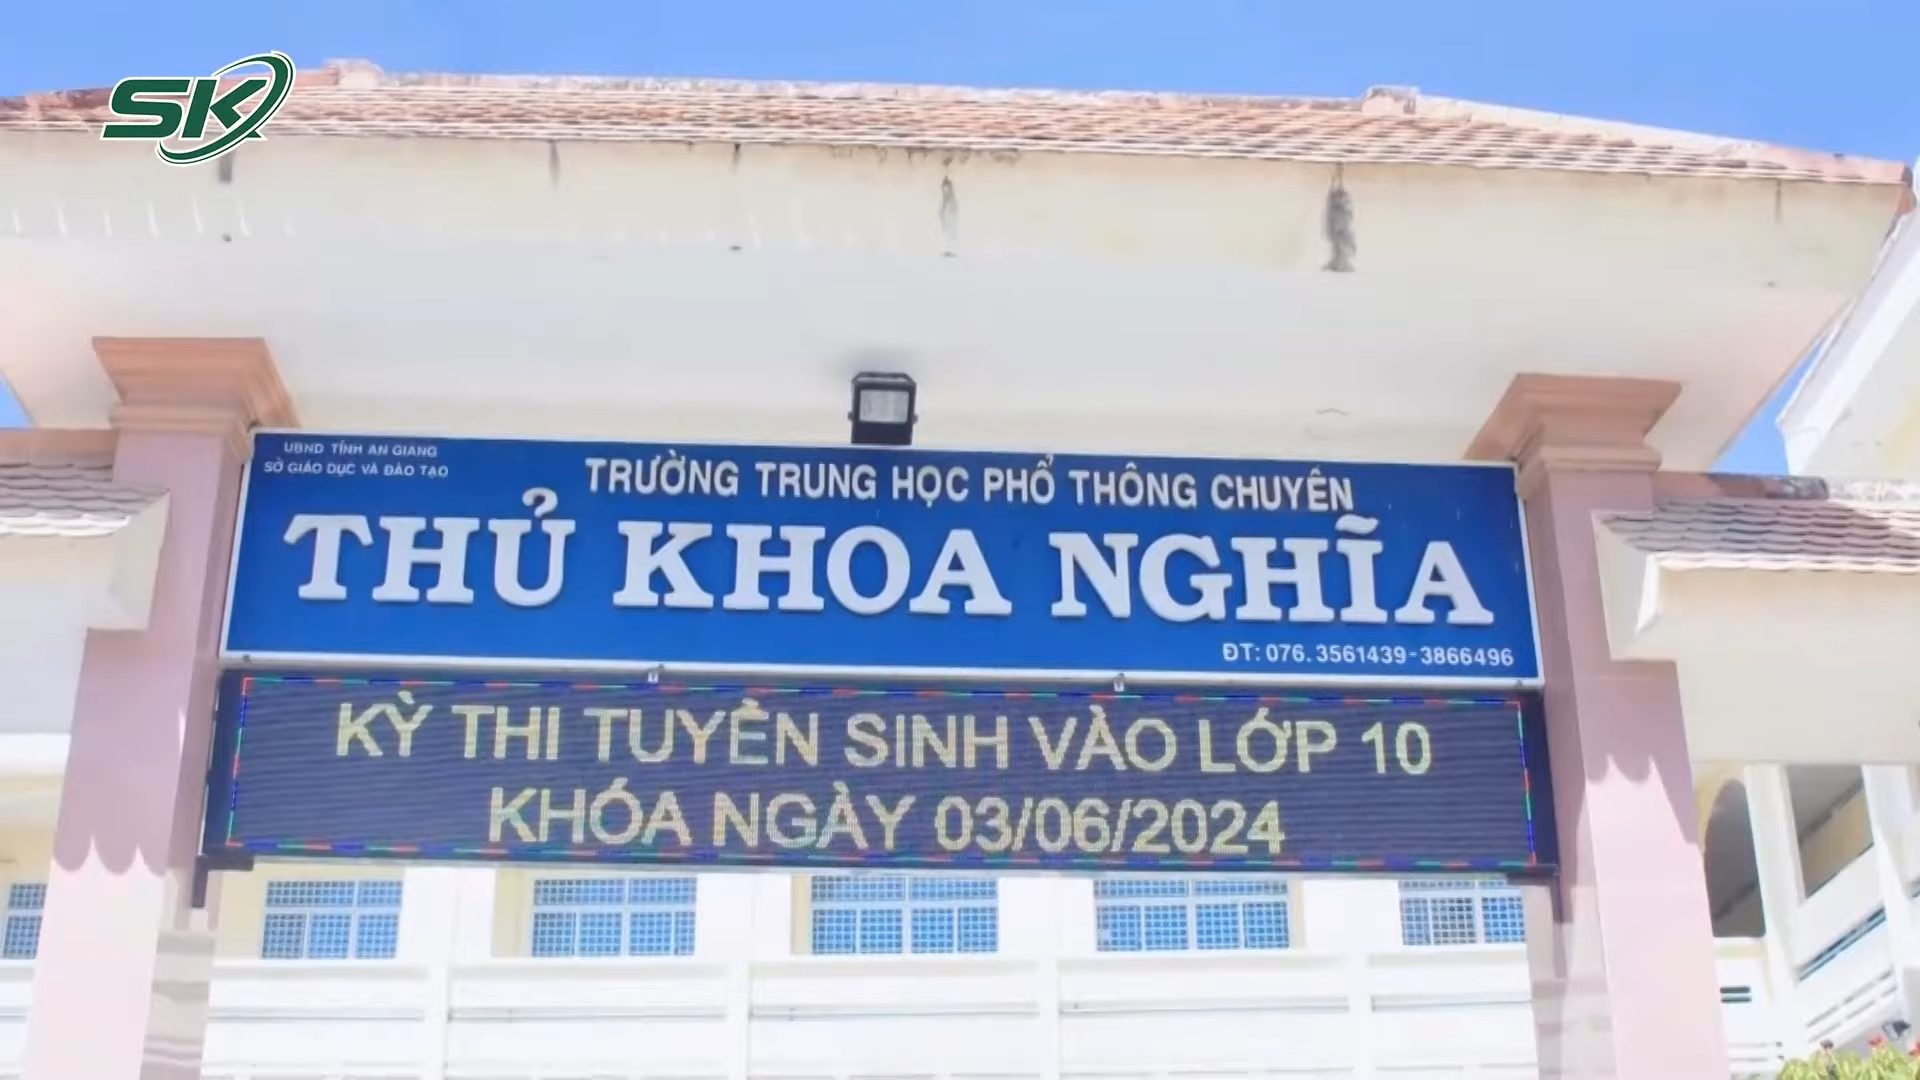 SK
UBND TỈNH AN GIANG
SỞ GIÁO DỤC VÀ ĐÀO TẠO
TRƯỜNG TRUNG HỌC PHỔ THÔNG CHUYÊN
THỦ KHOA NGHĨA
ĐT: 076.3561439-3866496
KỲ THI TUYỂN SINH VÀO LỚP 10
KHÓA NGÀY 03/06/2024